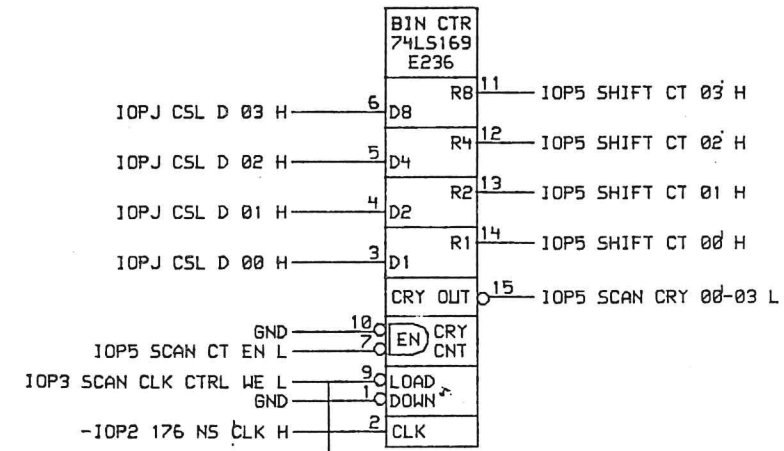 BIN CTR
74LS169
E236
IOPJ CSL D 03 H 6 D8 R8 11 IOP5 SHIFT CT 03 H
IOPJ CSL D 02 H 5 D4 R4 12 IOP5 SHIFT CT 02 H
IOPJ CSL D 01 H 4 D2 R2 13 IOP5 SHIFT CT 01 H
IOPJ CSL D 00 H 3 D1 R1 14 IOP5 SHIFT CT 00 H
CRY OUT 15 IOP5 SCAN CRY 00-03 L
GND 10 EN CRY
IOP5 SCAN CT EN L 7 CNT
IOP3 SCAN CLK CTRL WE L 9 LOAD
GND 1 DOWN
-IOP2 176 NS CLK H 2 CLK